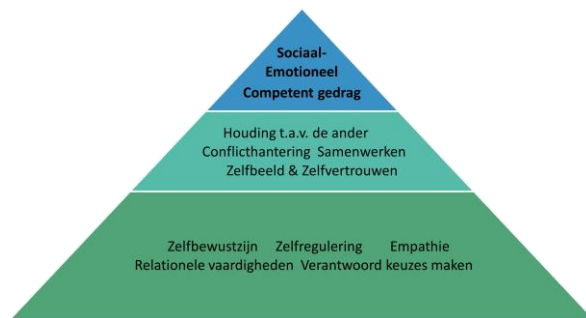 Sociaal-
Emotioneel
Competent gedrag
Houding t.a.v. de ander
Conflicthantering Samenwerken
Zelfbeeld & Zelfvertrouwen
Zelfbewustzijn Zelfregulering Empathie
Relationele vaardigheden Verantwoord keuzes maken